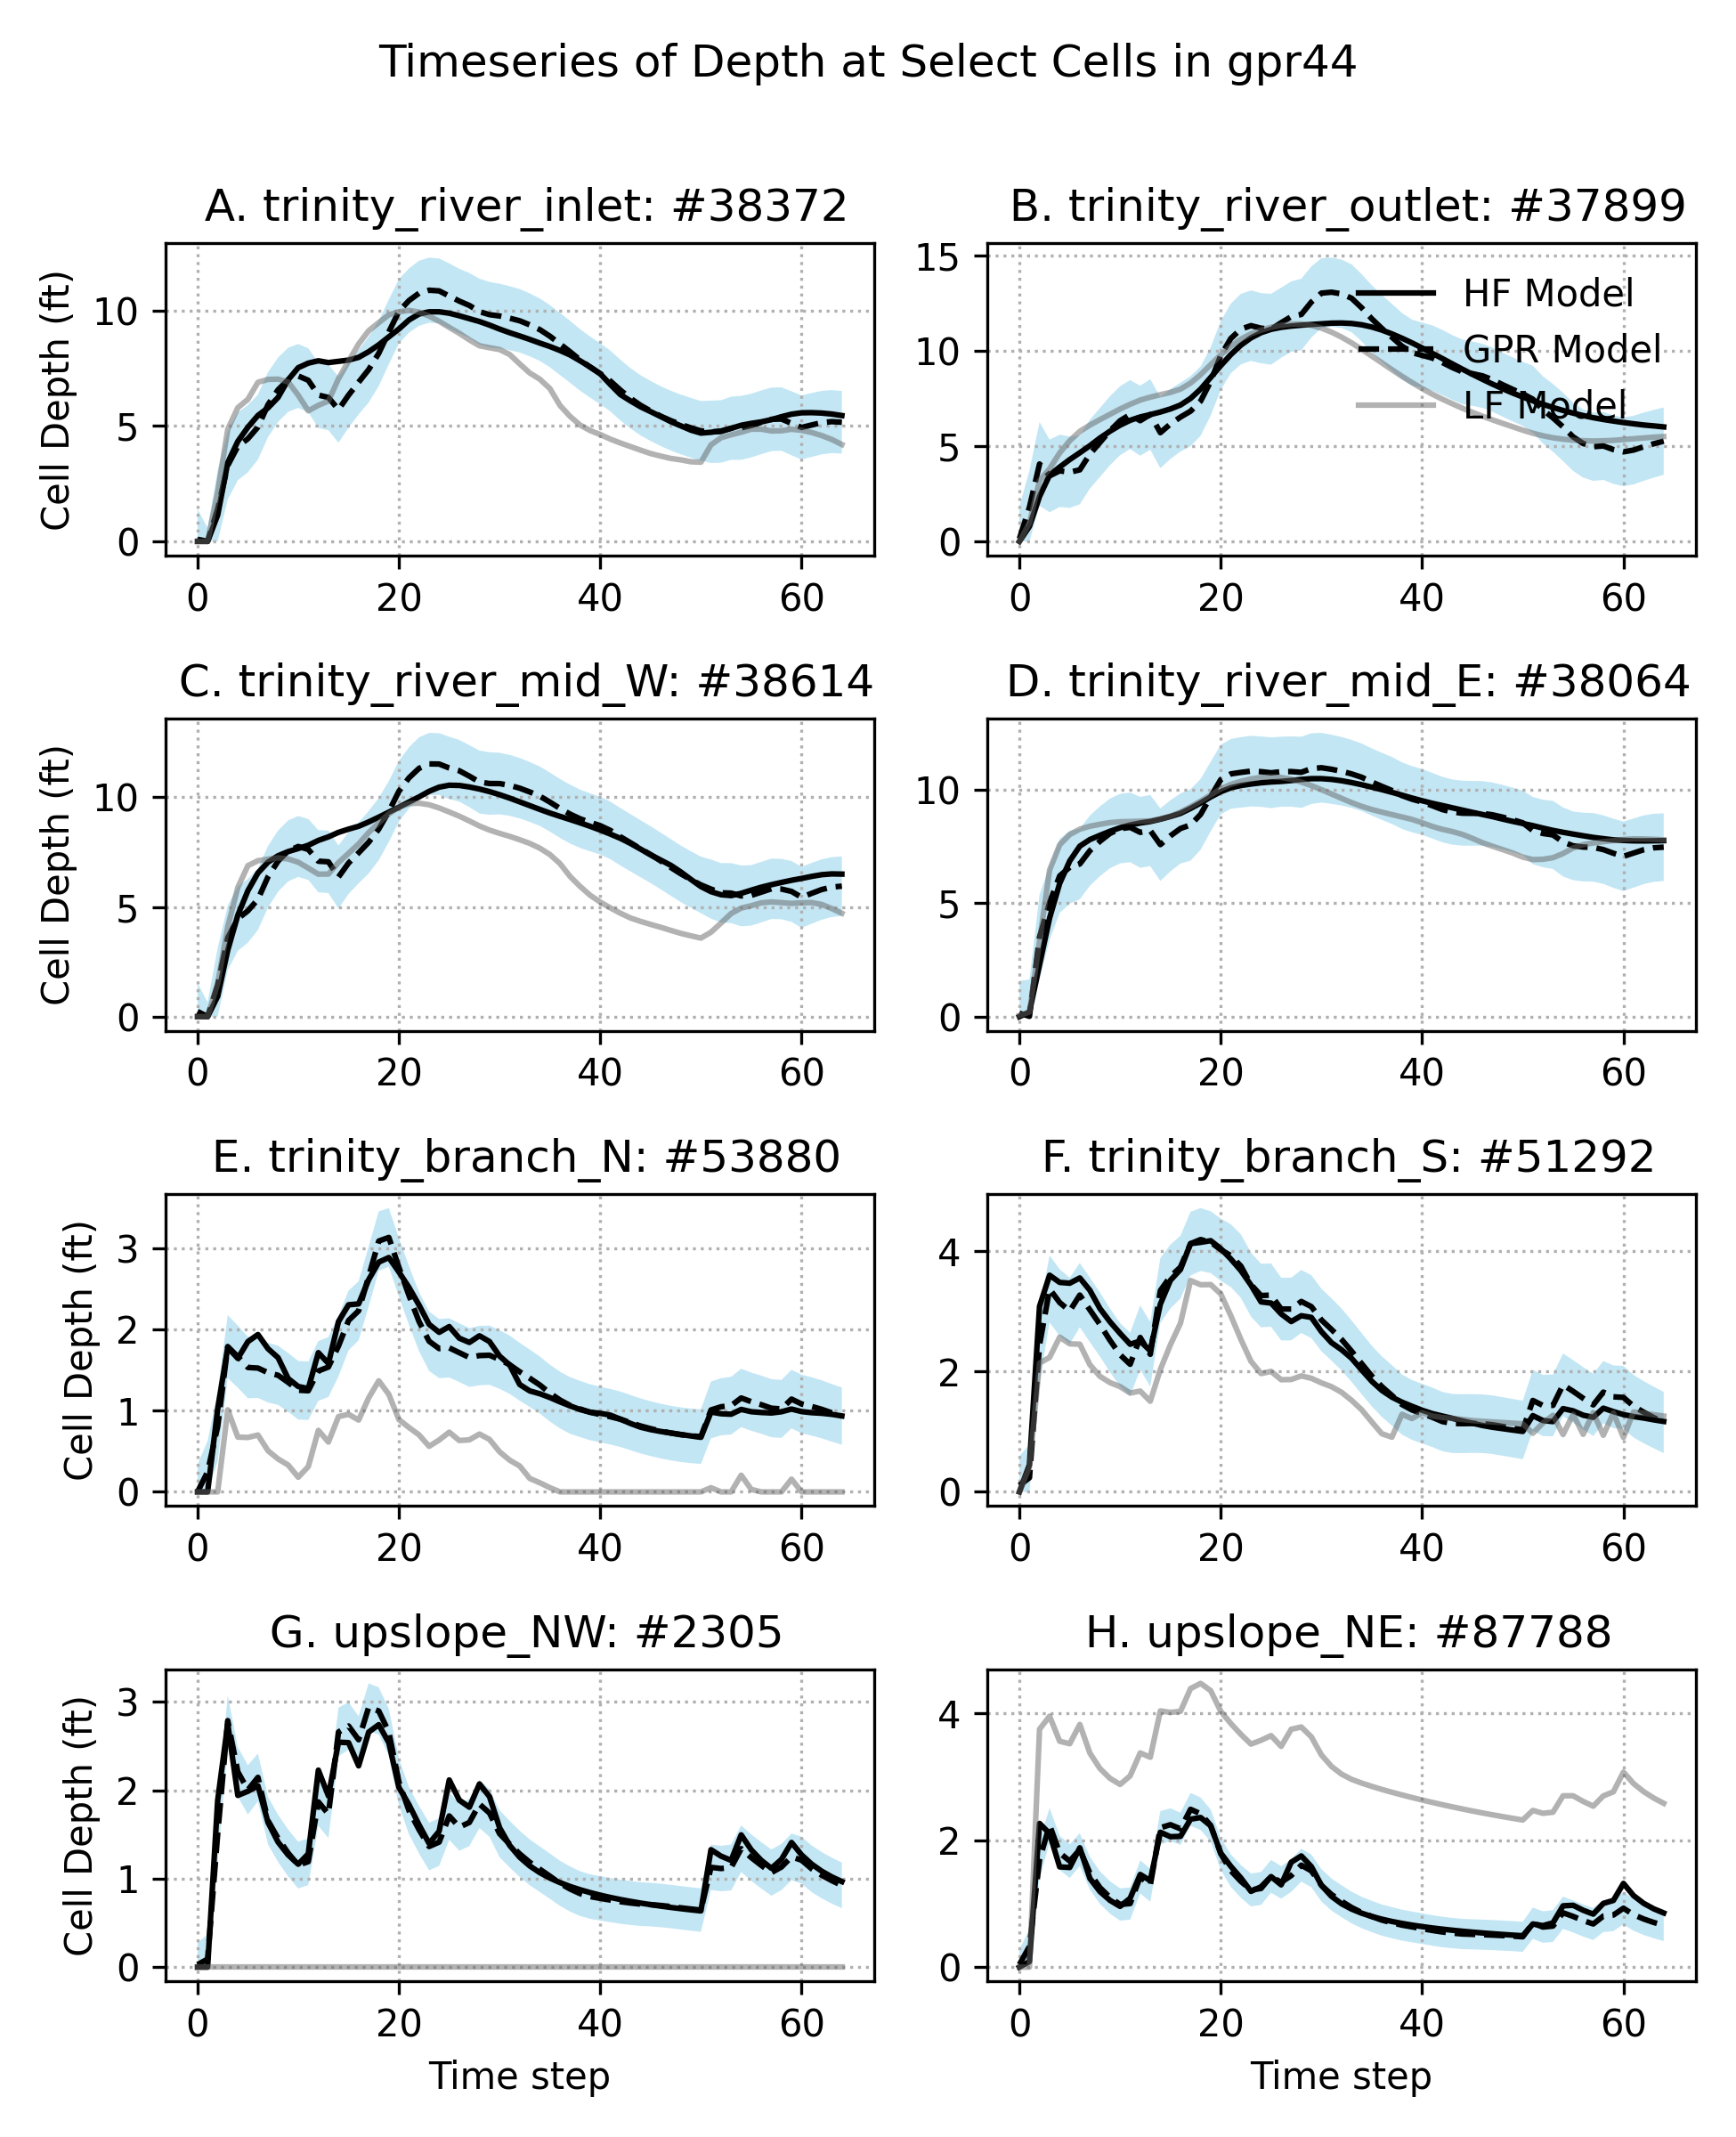 Timeseries of Depth at Select Cells in gpr44
A. trinity_river_inlet: #38372
Cell Depth (ft)
10
5
0
0 20 40 60
B. trinity_river_outlet: #37899
15
10
5
0
HF Model
GPR Model
LF Model
0 20 40 60
C. trinity_river_mid_W: #38614
Cell Depth (ft)
10
5
0
0 20 40 60
D. trinity_river_mid_E: #38064
10
5
0
0 20 40 60
E. trinity_branch_N: #53880
Cell Depth (ft)
3
2
1
0
0 20 40 60
F. trinity_branch_S: #51292
4
2
0
0 20 40 60
G. upslope_NW: #2305
Cell Depth (ft)
3
2
1
0
0 20 40 60
Time step
H. upslope_NE: #87788
4
2
0
0 20 40 60
Time step